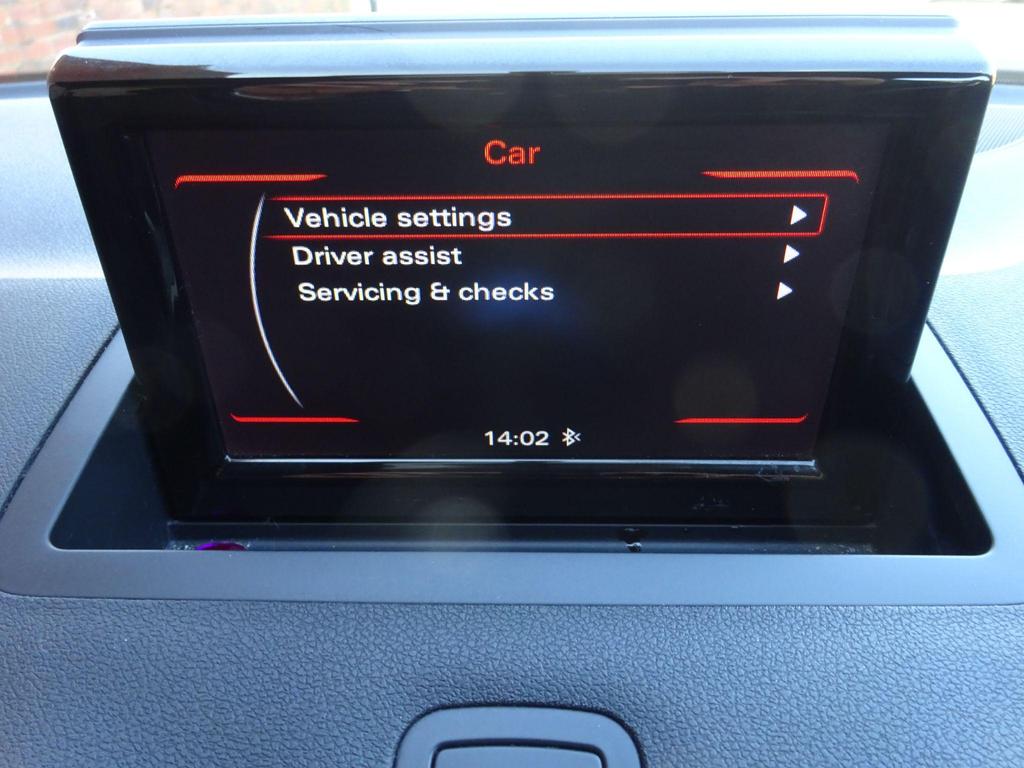 Car
Vehicle settings
Driver assist
Servicing & checks
14:02